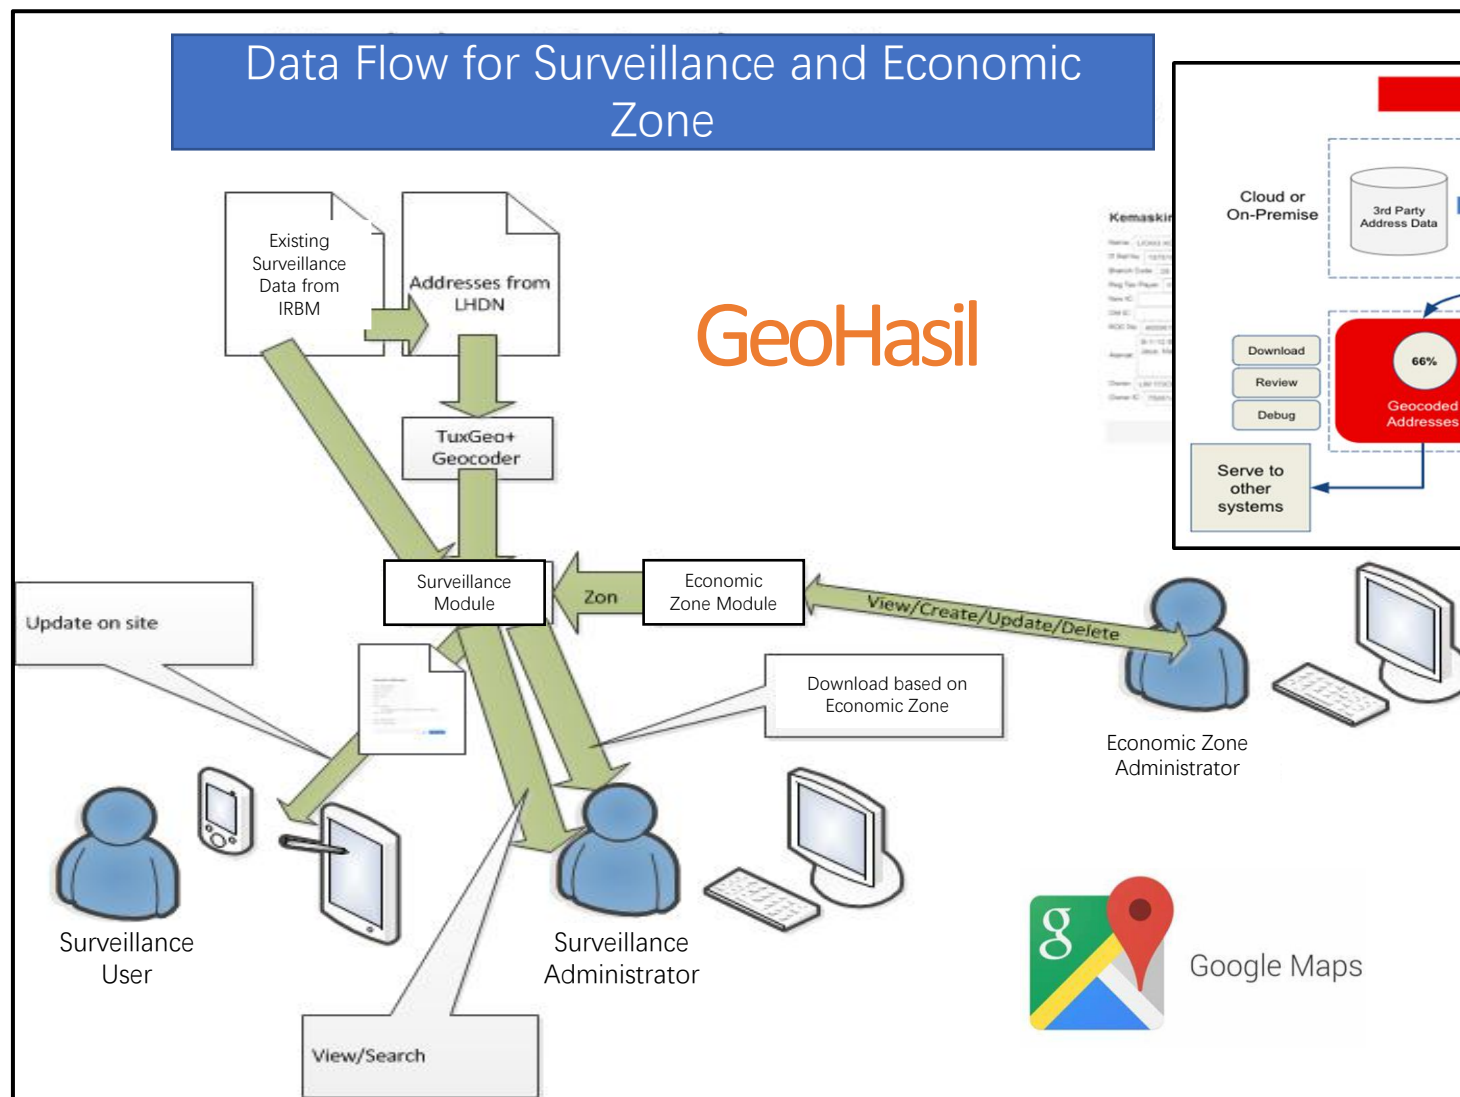 Data Flow for Surveillance and Economic
Zone
Existing
Surveillance
Data from
IRBM
Addresses from
LHDN
GeoHasil
TuxGeo+
Geocoder
Surveillance
Module
Zon
Economic
Zone Module
View/Create/Update/Delete
Update on site
Download based on
Economic Zone
Economic Zone
Administrator
Surveillance
User
Surveillance
Administrator
View/Search
g
Google Maps
Cloud or
On-Premise
3rd Party
Address Data
Download
Review
Debug
66%
Geocoded
Addresses
Serve to
other
systems